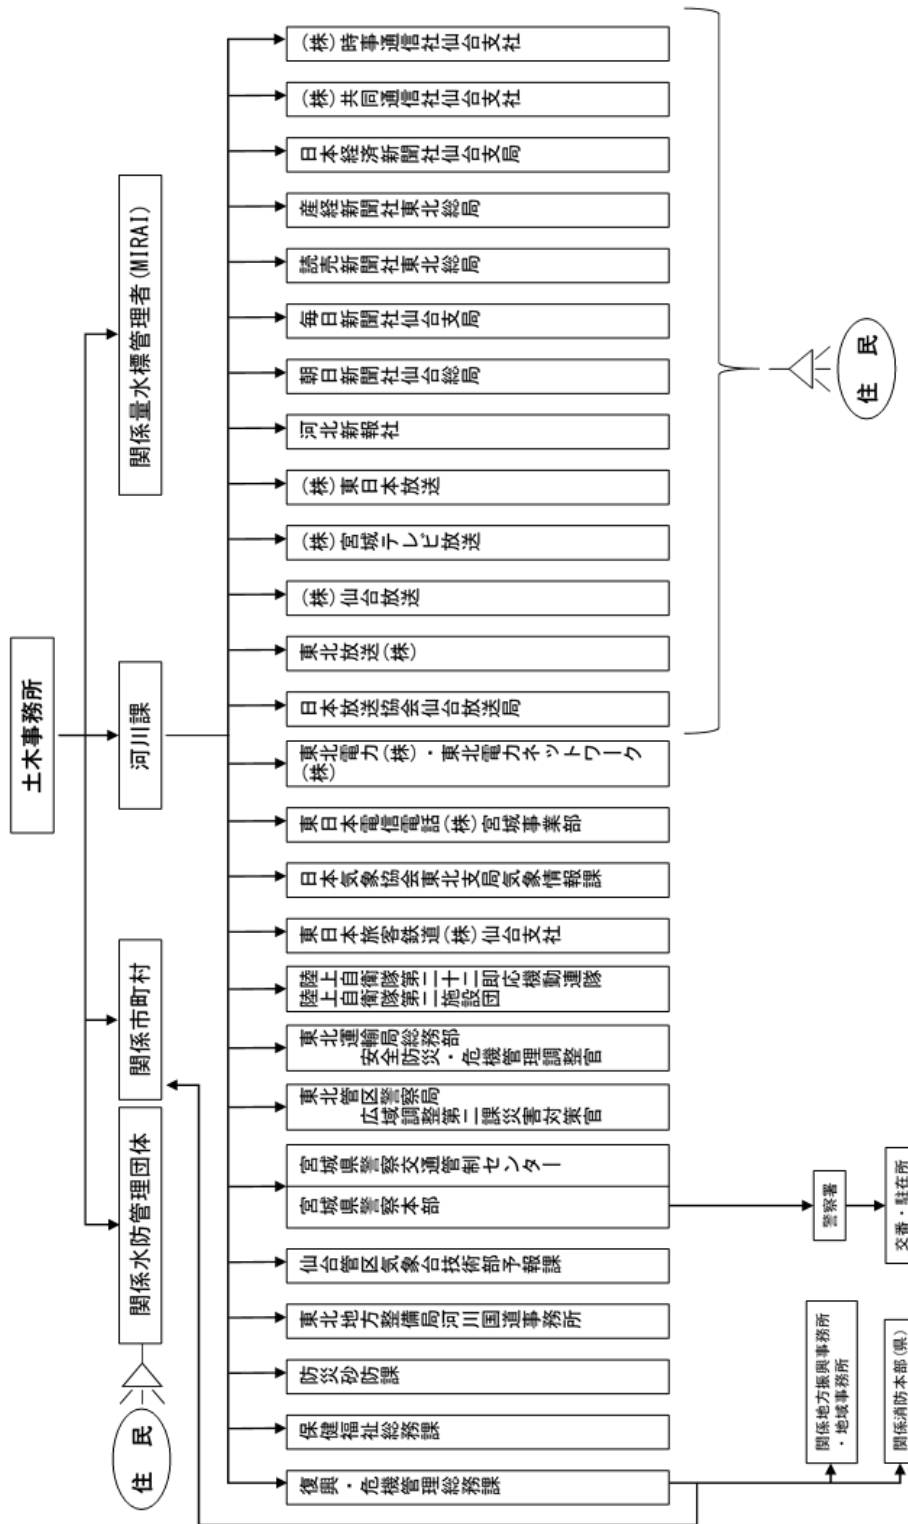 土木事務所
関係水防管理団体
関係市町村
河川課
関係量水標管理者(MIRAI)
住　民
復興・危機管理総務課
保健福祉総務課
防災砂防課
東北地方整備局河川国道事務所
仙台管区気象台技術部予報課
宮城県警察本部
宮城県警察交通管制センター
東北管区警察局
広域調整第二課災害対策官
東北運輸局総務部
安全防災・危機管理調整官
陸上自衛隊第二十二即応機動連隊
陸上自衛隊第二施設団
東日本旅客鉄道(株)仙台支社
日本気象協会東北支局気象情報課
東日本電信電話(株)宮城事業部
東北電力(株)・東北電力ネットワーク
(株)
日本放送協会仙台放送局
東北放送(株)
(株)仙台放送
(株)宮城テレビ放送
(株)東日本放送
河北新報社
朝日新聞社仙台総局
毎日新聞社仙台支局
読売新聞社東北総局
産経新聞社東北総局
日本経済新聞社仙台支局
(株)共同通信社仙台支社
(株)時事通信社仙台支社
関係地方振興事務所
・地域事務所
関係消防本部(県)
警察署
交番・駐在所
住　民